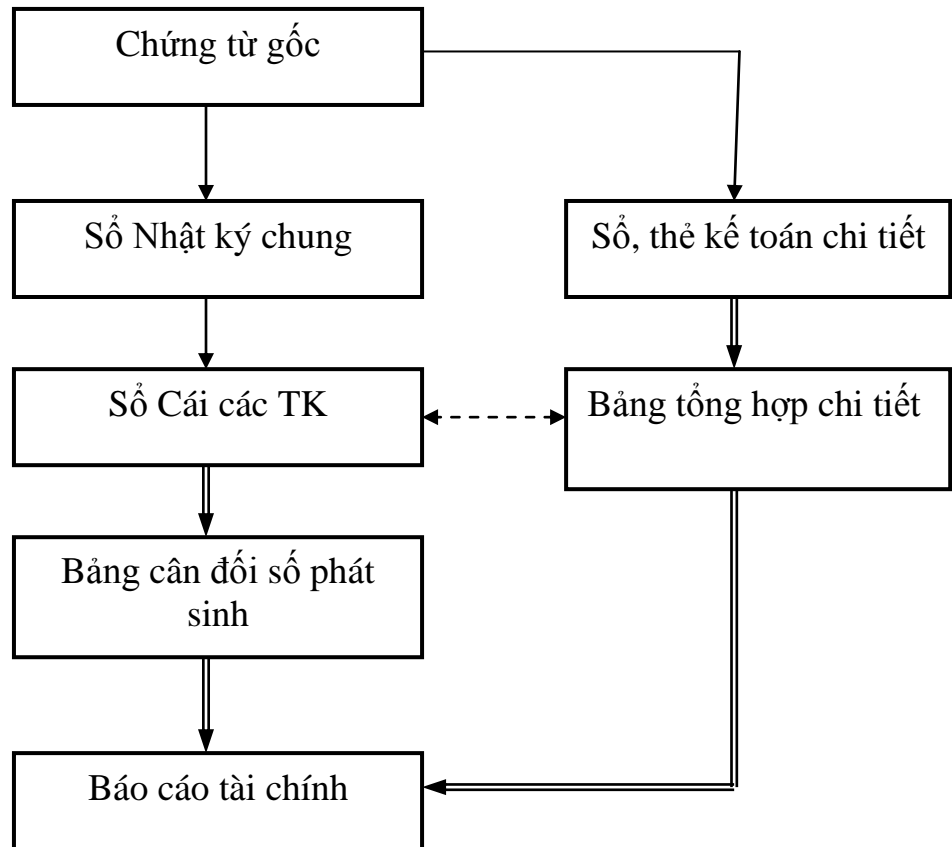 Chứng từ gốc
Sổ Nhật ký chung
Sổ, thẻ kế toán chi tiết
Sổ Cái các TK
Bảng tổng hợp chi tiết
Bảng cân đối số phát
sinh
Báo cáo tài chính